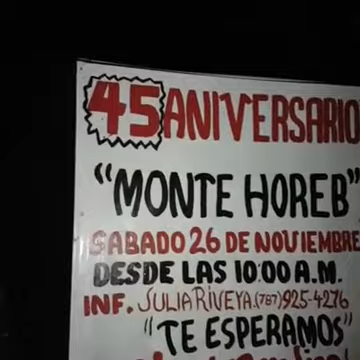 45 ANIVERSARIO
"MONTE HOREB"
SABADO 26 DE NOVIEMBRE
DESDE LAS 10:00 A.M.
INF. JULIA RIVEYA (787) 925-4276
"TE ESPERAMOS"